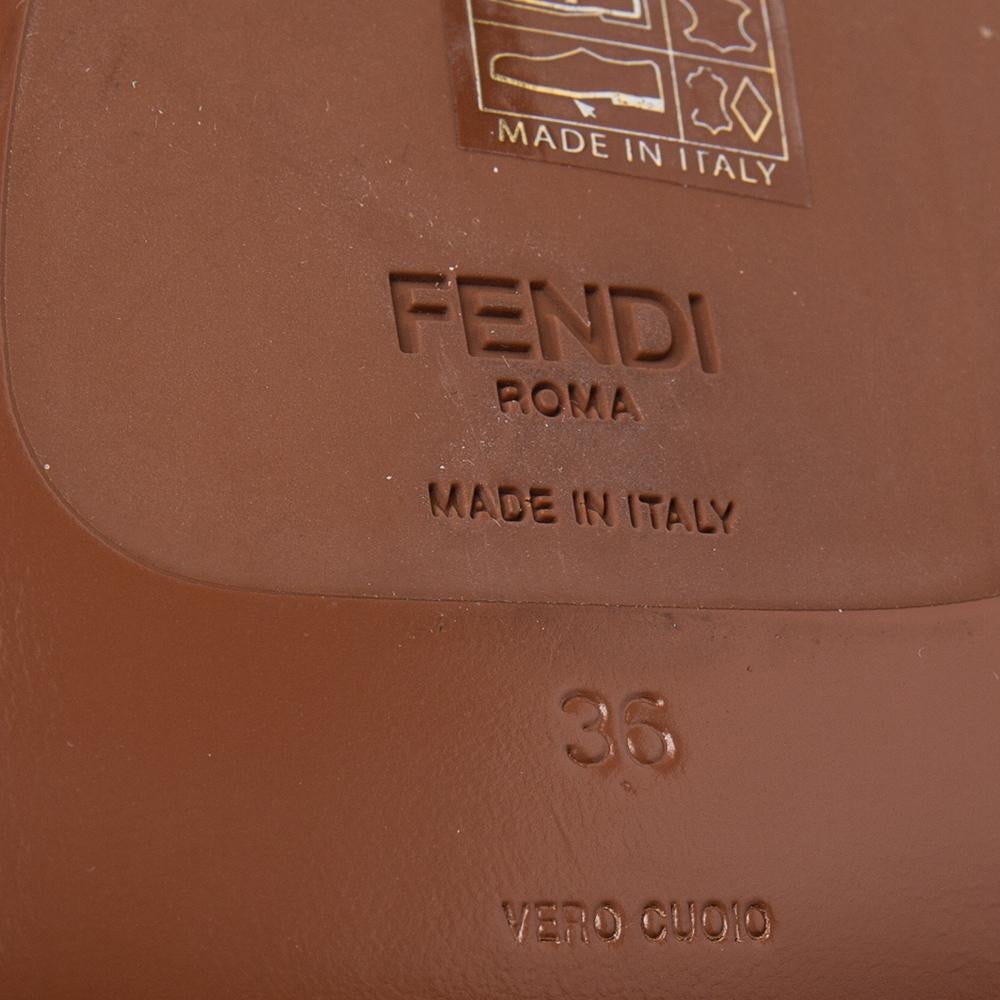 MADE IN ITALY
FENDI
ROMA
MADE IN ITALY
36
VERO CUOIO